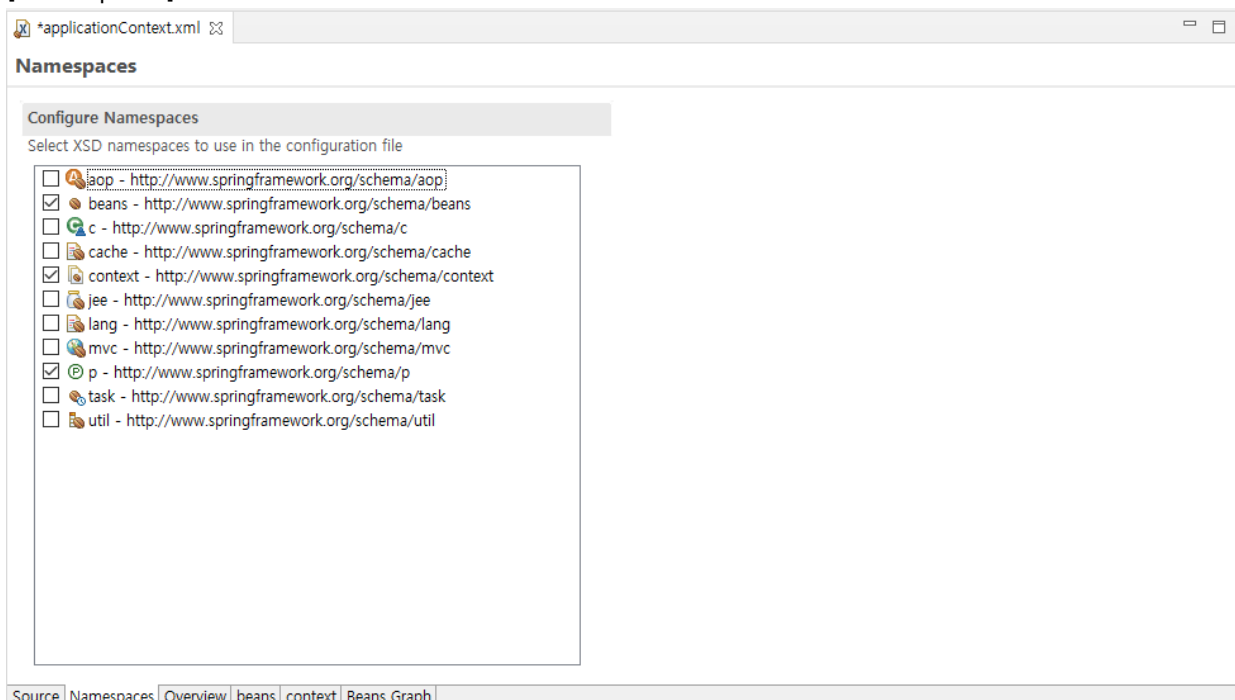 *applicationContext.xml
Namespaces
Configure Namespaces
Select XSD namespaces to use in the configuration file
aop - http://www.springframework.org/schema/aop
beans - http://www.springframework.org/schema/beans
c - http://www.springframework.org/schema/c
cache - http://www.springframework.org/schema/cache
context - http://www.springframework.org/schema/context
jee - http://www.springframework.org/schema/jee
lang - http://www.springframework.org/schema/lang
mvc - http://www.springframework.org/schema/mvc
p - http://www.springframework.org/schema/p
task - http://www.springframework.org/schema/task
util - http://www.springframework.org/schema/util
Source Namespaces Overview beans context Beans Graph